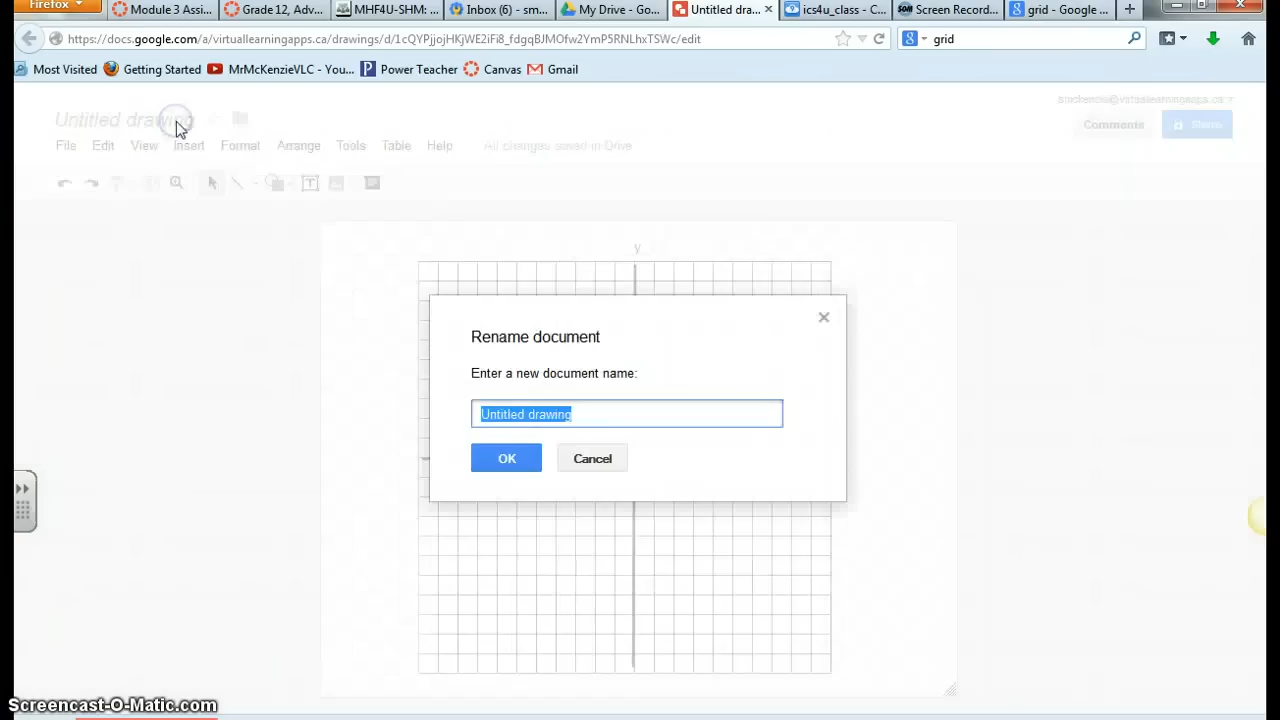 Firefox
Module 3 Assi...
Grade 12, Adv...
MHF4U-SHM: ...
Inbox (6) - sm...
My Drive - Go...
Untitled dra...
ics4u_class - C...
Screen Record...
grid - Google ...
https://docs.google.com/a/virtuallearningapps.ca/drawings/d/1cQYPjjojHKjWE2iFi8_fdgqBJMOfw2YmP5RNLhxTSWc/edit
grid
Most Visited
Getting Started
MrMcKenzieVLC - You...
Power Teacher
Canvas
Gmail
Untitled drawing
smckenzie@virtuallearningapps.ca
Comments
Share
File Edit View Insert Format Arrange Tools Table Help
All changes saved in Drive
y
Rename document
Enter a new document name:
Untitled drawing
OK
Cancel
Screencast-O-Matic.com